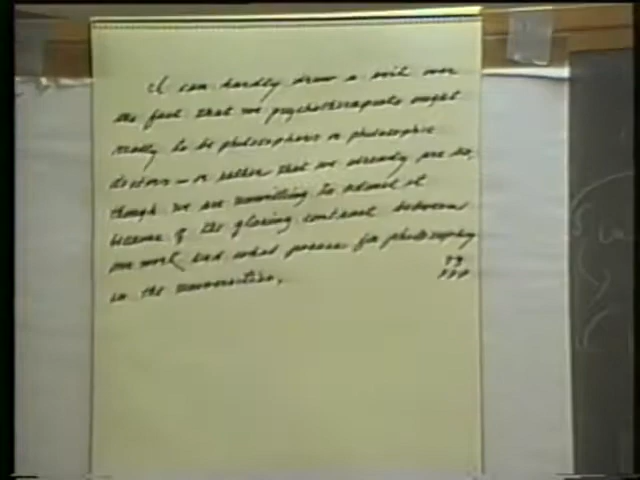 I can hardly draw a veil over
the fact that we psychotherapists ought
really to be philosophers or philosophic
doctors — or rather that we already are so,
though we are unwilling to admit it
because of the glaring contrast between
our work and what passes for philosophy
in the universities.